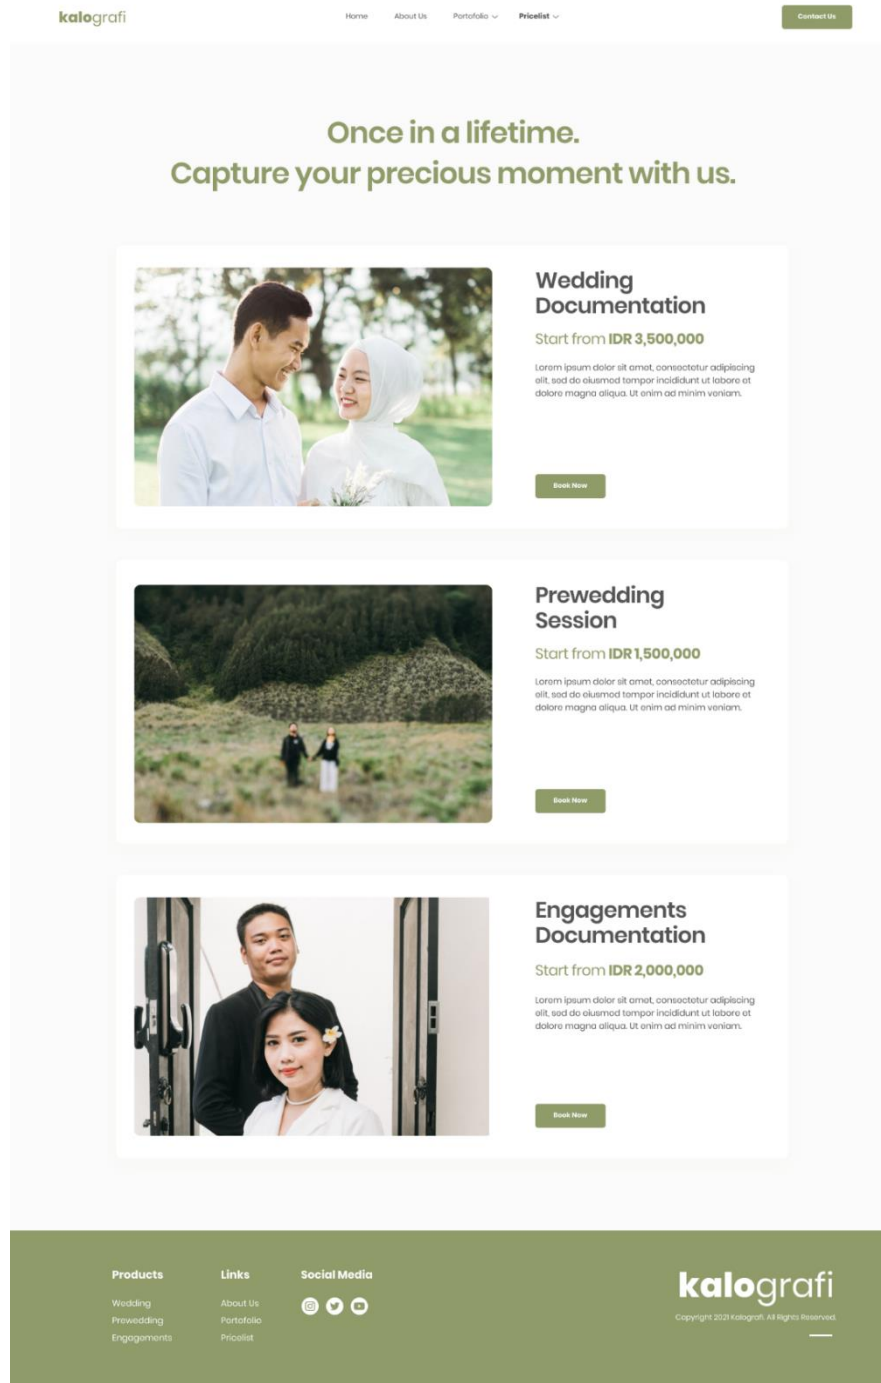 kalografi
Home About Us Portofolio Pricelist
Contact Us
Once in a lifetime.
Capture your precious moment with us.
Wedding
Documentation
Start from IDR 3,500,000
Lorem ipsum dolor sit amet, consectetur adipiscing
elit, sed do eiusmod tempor incididunt ut labore et
dolore magna aliqua. Ut enim ad minim veniam.
Book Now
Prewedding
Session
Start from IDR 1,500,000
Lorem ipsum dolor sit amet, consectetur adipiscing
elit, sed do eiusmod tempor incididunt ut labore et
dolore magna aliqua. Ut enim ad minim veniam.
Book Now
Engagements
Documentation
Start from IDR 2,000,000
Lorem ipsum dolor sit amet, consectetur adipiscing
elit, sed do eiusmod tempor incididunt ut labore et
dolore magna aliqua. Ut enim ad minim veniam.
Book Now
Products
Wedding
Prewedding
Engagements
Links
About Us
Portofolio
Pricelist
Social Media
kalografi
Copyright 2021 Kalografi. All Rights Reserved.